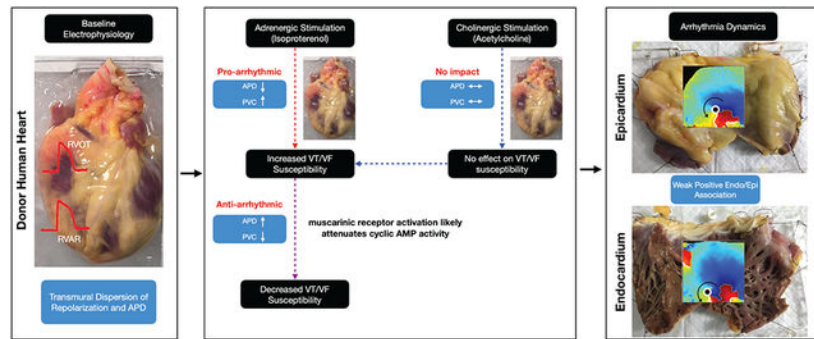 Baseline
Electrophysiology
Donor Human Heart
RVOT
RVAR
Transmural Dispersion of
Repolarization and APD
Adrenergic Stimulation
(Isoproterenol)
Pro-arrhythmic
APD ↓
PVC ↑
Increased VT/VF
Susceptibility
Anti-arrhythmic
APD ↑
PVC ↓
Decreased VT/VF
Susceptibility
Cholinergic Stimulation
(Acetylcholine)
No impact
APD ↔
PVC ↔
No effect on VT/VF
susceptibility
muscarinic receptor activation likely
attenuates cyclic AMP activity
Arrhythmia Dynamics
Epicardium
Weak Positive Endo/Epi
Association
Endocardium